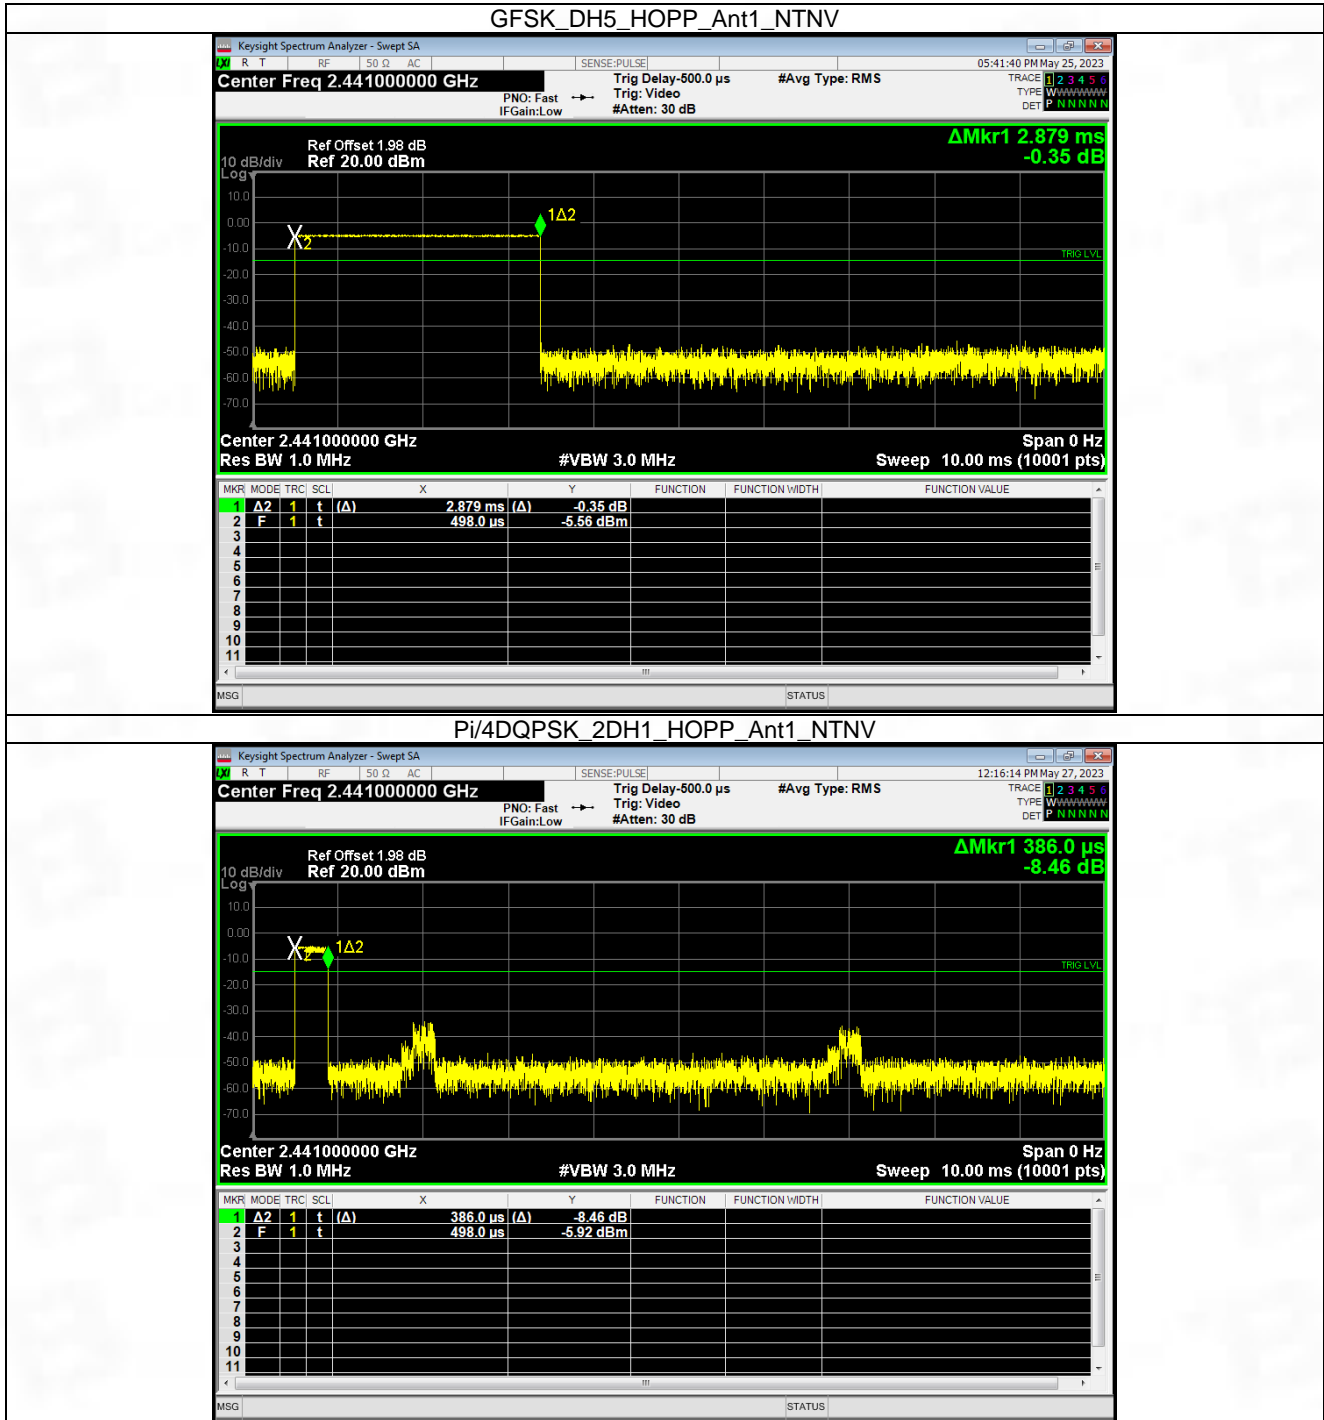 GFSK_DH5_HOPP_Ant1_NTNV
Keysight Spectrum Analyzer - Swept SA
LXI R T RF 50 Ω AC SENSE:PULSE 05:41:40 PM May 25, 2023
Center Freq 2.441000000 GHz
PNO: Fast
IFGain:Low
Trig Delay-500.0 µs
Trig: Video
#Atten: 30 dB
#Avg Type: RMS
TRACE 1 2 3 4 5 6
TYPE WWWWWW
DET P N N N N N
ΔMkr1 2.879 ms
-0.35 dB
Ref Offset 1.98 dB
10 dB/div Ref 20.00 dBm
Log
10.0
0.00
-10.0
-20.0
-30.0
-40.0
-50.0
-60.0
-70.0
1Δ2
2
TRIG LVL
Center 2.441000000 GHz Span 0 Hz
Res BW 1.0 MHz #VBW 3.0 MHz Sweep 10.00 ms (10001 pts)
MKR MODE TRC SCL X Y FUNCTION FUNCTION WIDTH FUNCTION VALUE
1 Δ2 1 t (Δ) 2.879 ms (Δ) -0.35 dB
2 F 1 t 498.0 µs -5.56 dBm
3
4
5
6
7
8
9
10
11
MSG STATUS
Pi/4DQPSK_2DH1_HOPP_Ant1_NTNV
Keysight Spectrum Analyzer - Swept SA
LXI R T RF 50 Ω AC SENSE:PULSE 12:16:14 PM May 27, 2023
Center Freq 2.441000000 GHz
PNO: Fast
IFGain:Low
Trig Delay-500.0 µs
Trig: Video
#Atten: 30 dB
#Avg Type: RMS
TRACE 1 2 3 4 5 6
TYPE WWWWWW
DET P N N N N N
ΔMkr1 386.0 µs
-8.46 dB
Ref Offset 1.98 dB
10 dB/div Ref 20.00 dBm
Log
10.0
0.00
-10.0
-20.0
-30.0
-40.0
-50.0
-60.0
-70.0
1Δ2
2
TRIG LVL
Center 2.441000000 GHz Span 0 Hz
Res BW 1.0 MHz #VBW 3.0 MHz Sweep 10.00 ms (10001 pts)
MKR MODE TRC SCL X Y FUNCTION FUNCTION WIDTH FUNCTION VALUE
1 Δ2 1 t (Δ) 386.0 µs (Δ) -8.46 dB
2 F 1 t 498.0 µs -5.92 dBm
3
4
5
6
7
8
9
10
11
MSG STATUS